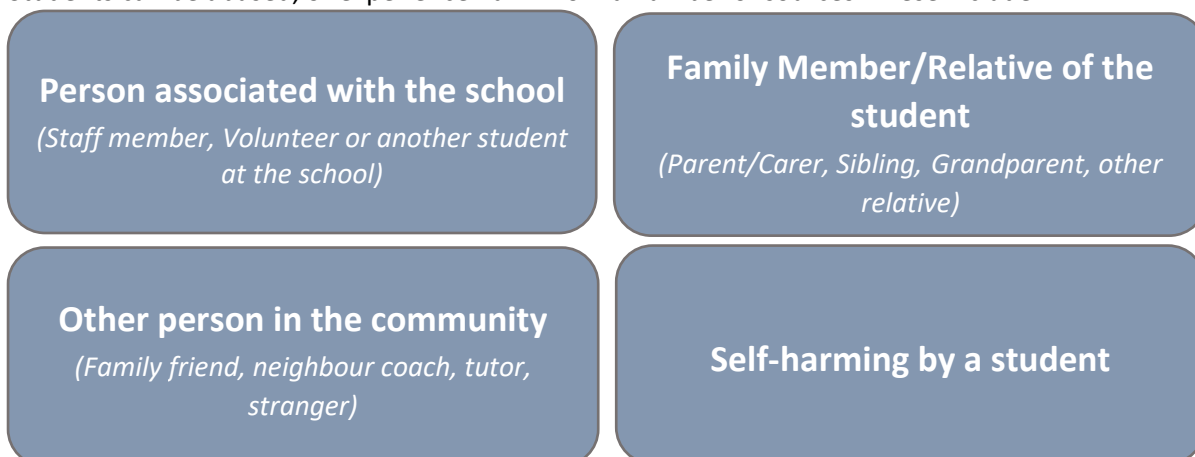 Person associated with the school
(Staff member, Volunteer or another student
at the school)
Family Member/Relative of the
student
(Parent/Carer, Sibling, Grandparent, other
relative)
Other person in the community
(Family friend, neighbour coach, tutor,
stranger)
Self-harming by a student